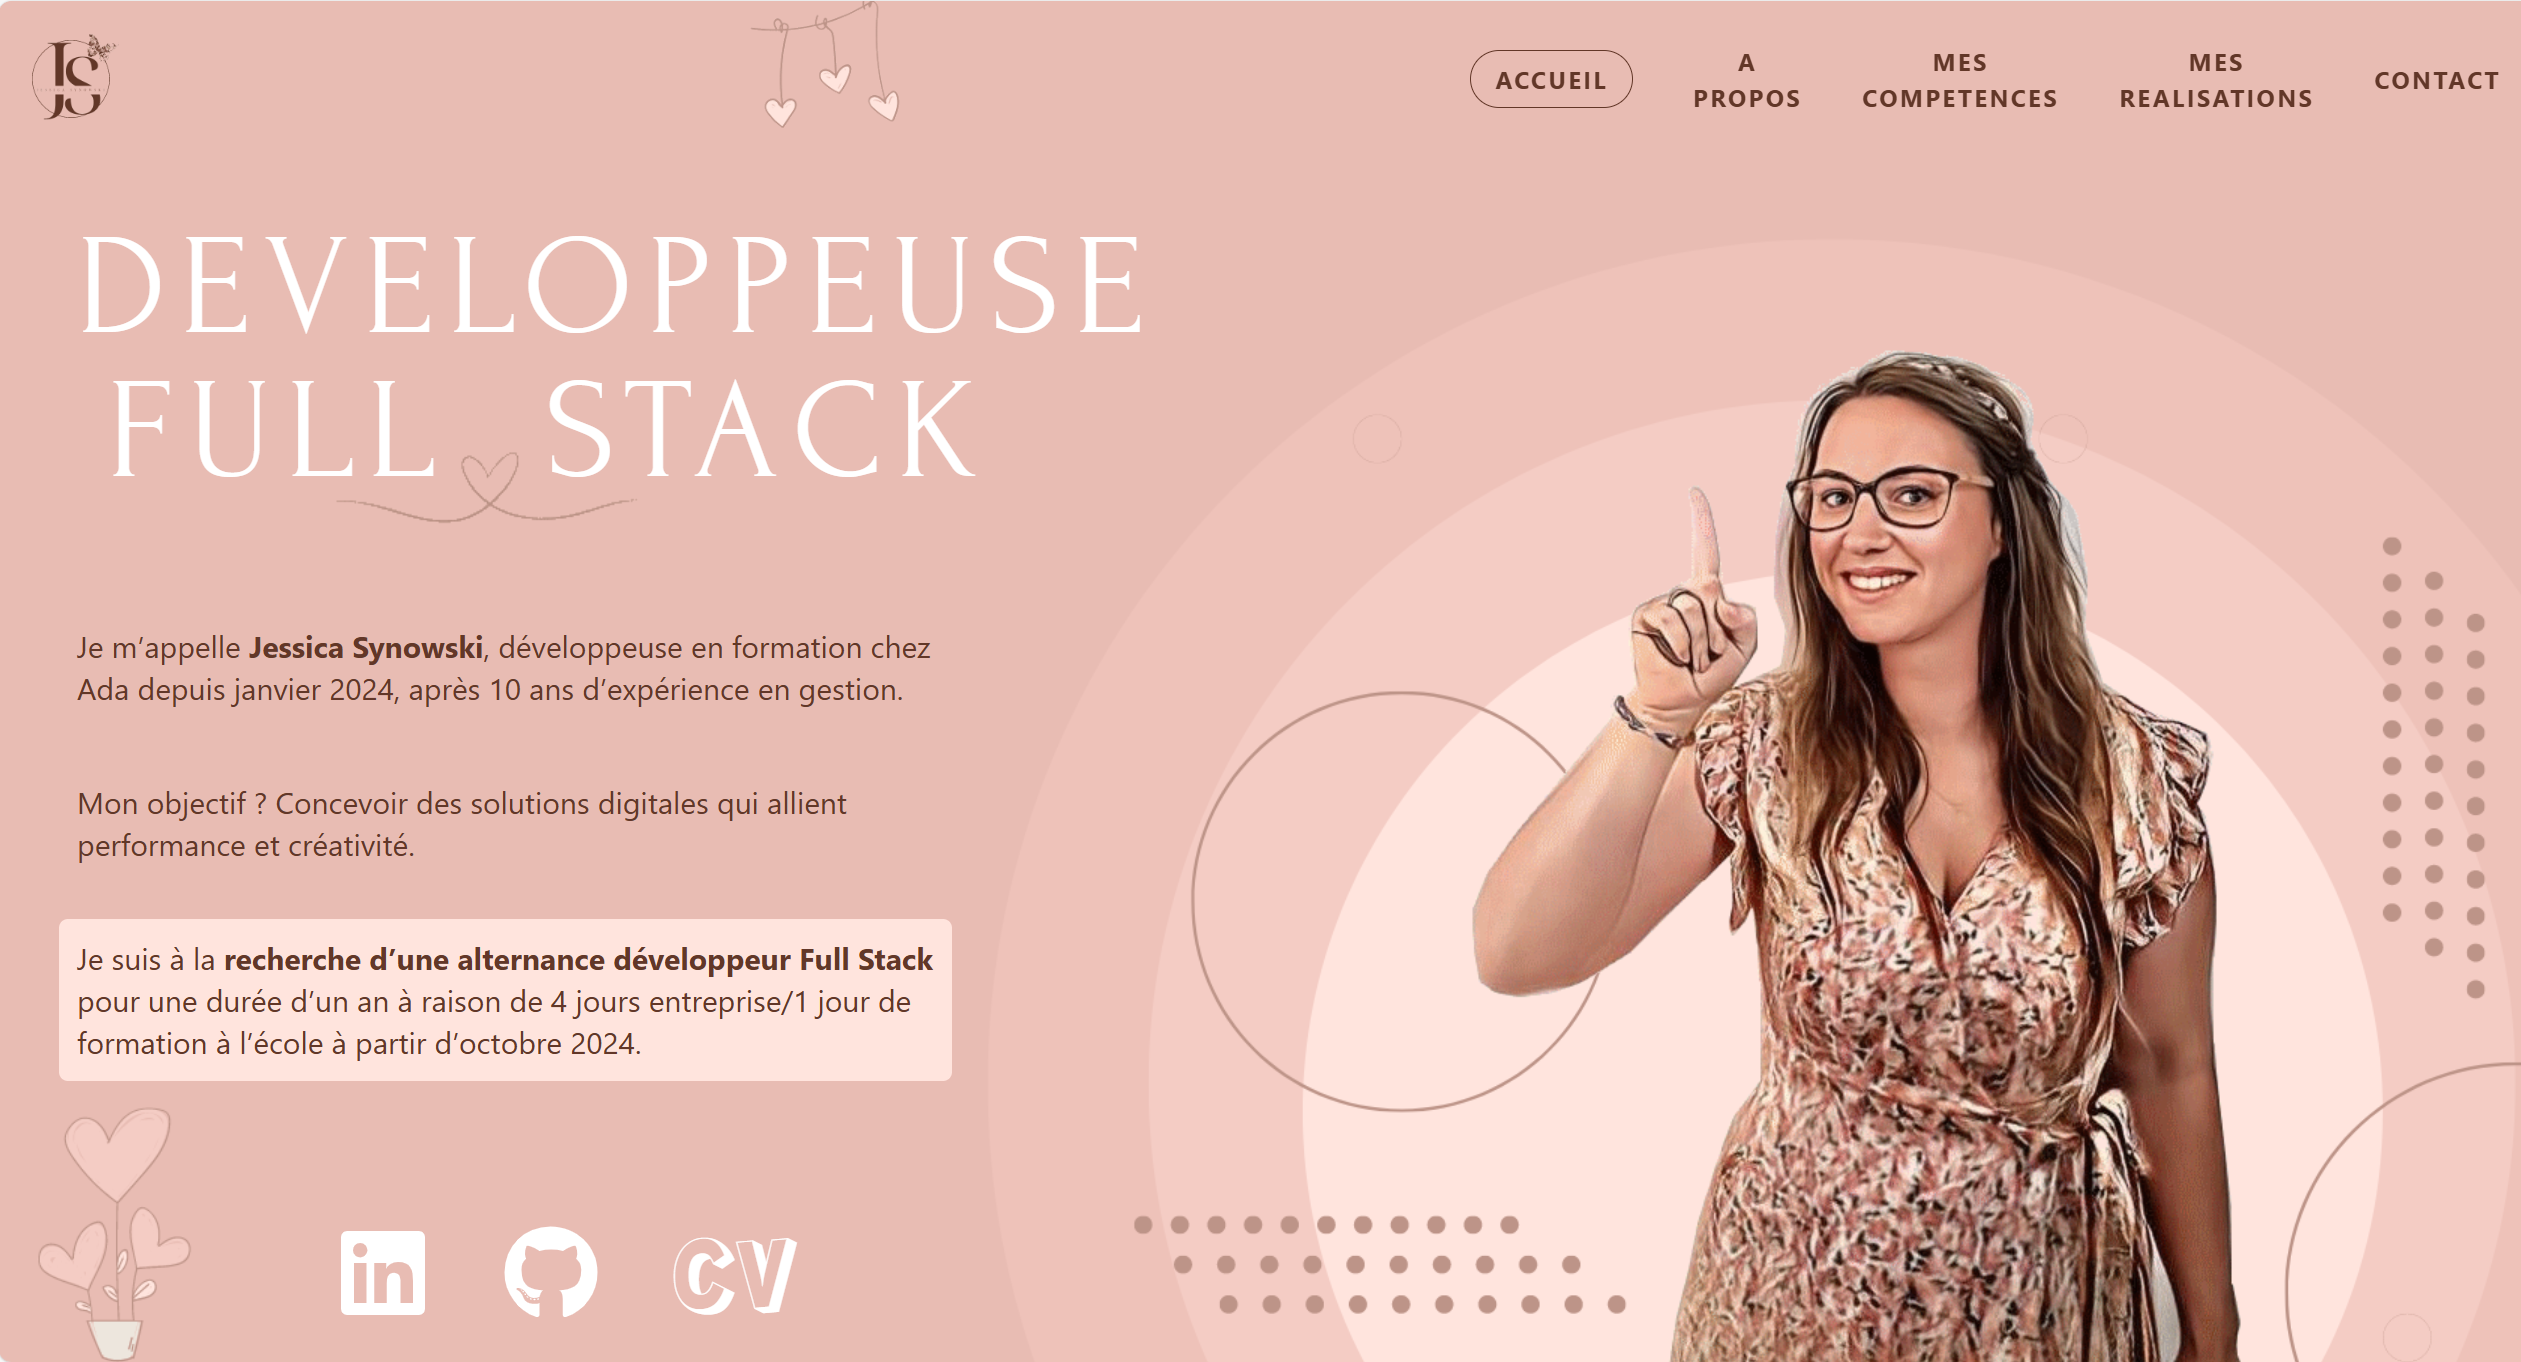 JS
ACCUEIL
A
PROPOS
MES
COMPETENCES
MES
REALISATIONS
CONTACT
DEVELOPPEUSE
FULL STACK
Je m’appelle Jessica Synowski, développeuse en formation chez
Ada depuis janvier 2024, après 10 ans d’expérience en gestion.
Mon objectif ? Concevoir des solutions digitales qui allient
performance et créativité.
Je suis à la recherche d’une alternance développeur Full Stack
pour une durée d’un an à raison de 4 jours entreprise/1 jour de
formation à l’école à partir d’octobre 2024.
in
CV